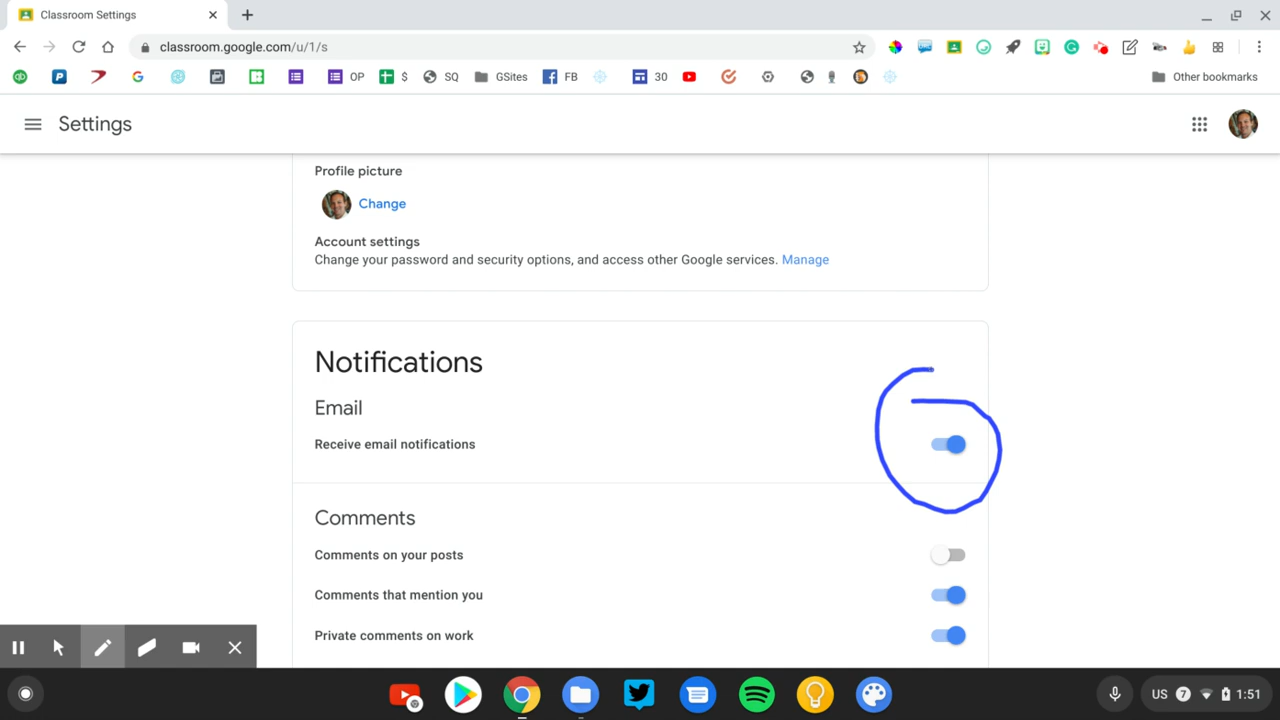 Classroom Settings
classroom.google.com/u/1/s
OP $ SQ GSites FB 30 Other bookmarks
Settings
Profile picture
Change
Account settings
Change your password and security options, and access other Google services. Manage
Notifications
Email
Receive email notifications
Comments
Comments on your posts
Comments that mention you
Private comments on work
US 7 1:51